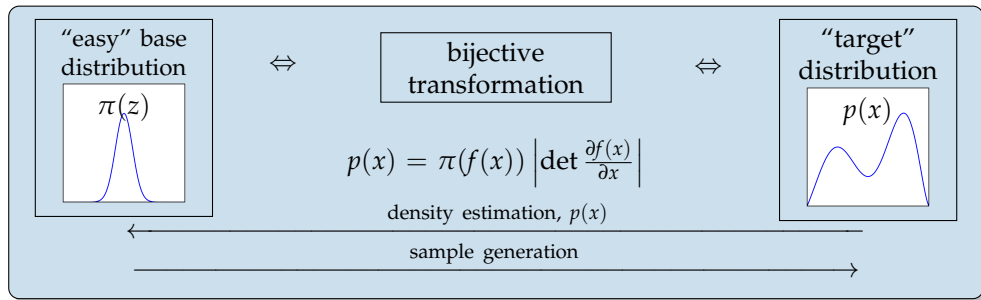 “easy” base
distribution
π(z)
⇔
bijective
transformation
⇔
“target”
distribution
p(x)
p(x) = π(f(x)) |det ∂f(x)/∂x|
density estimation, p(x)
sample generation